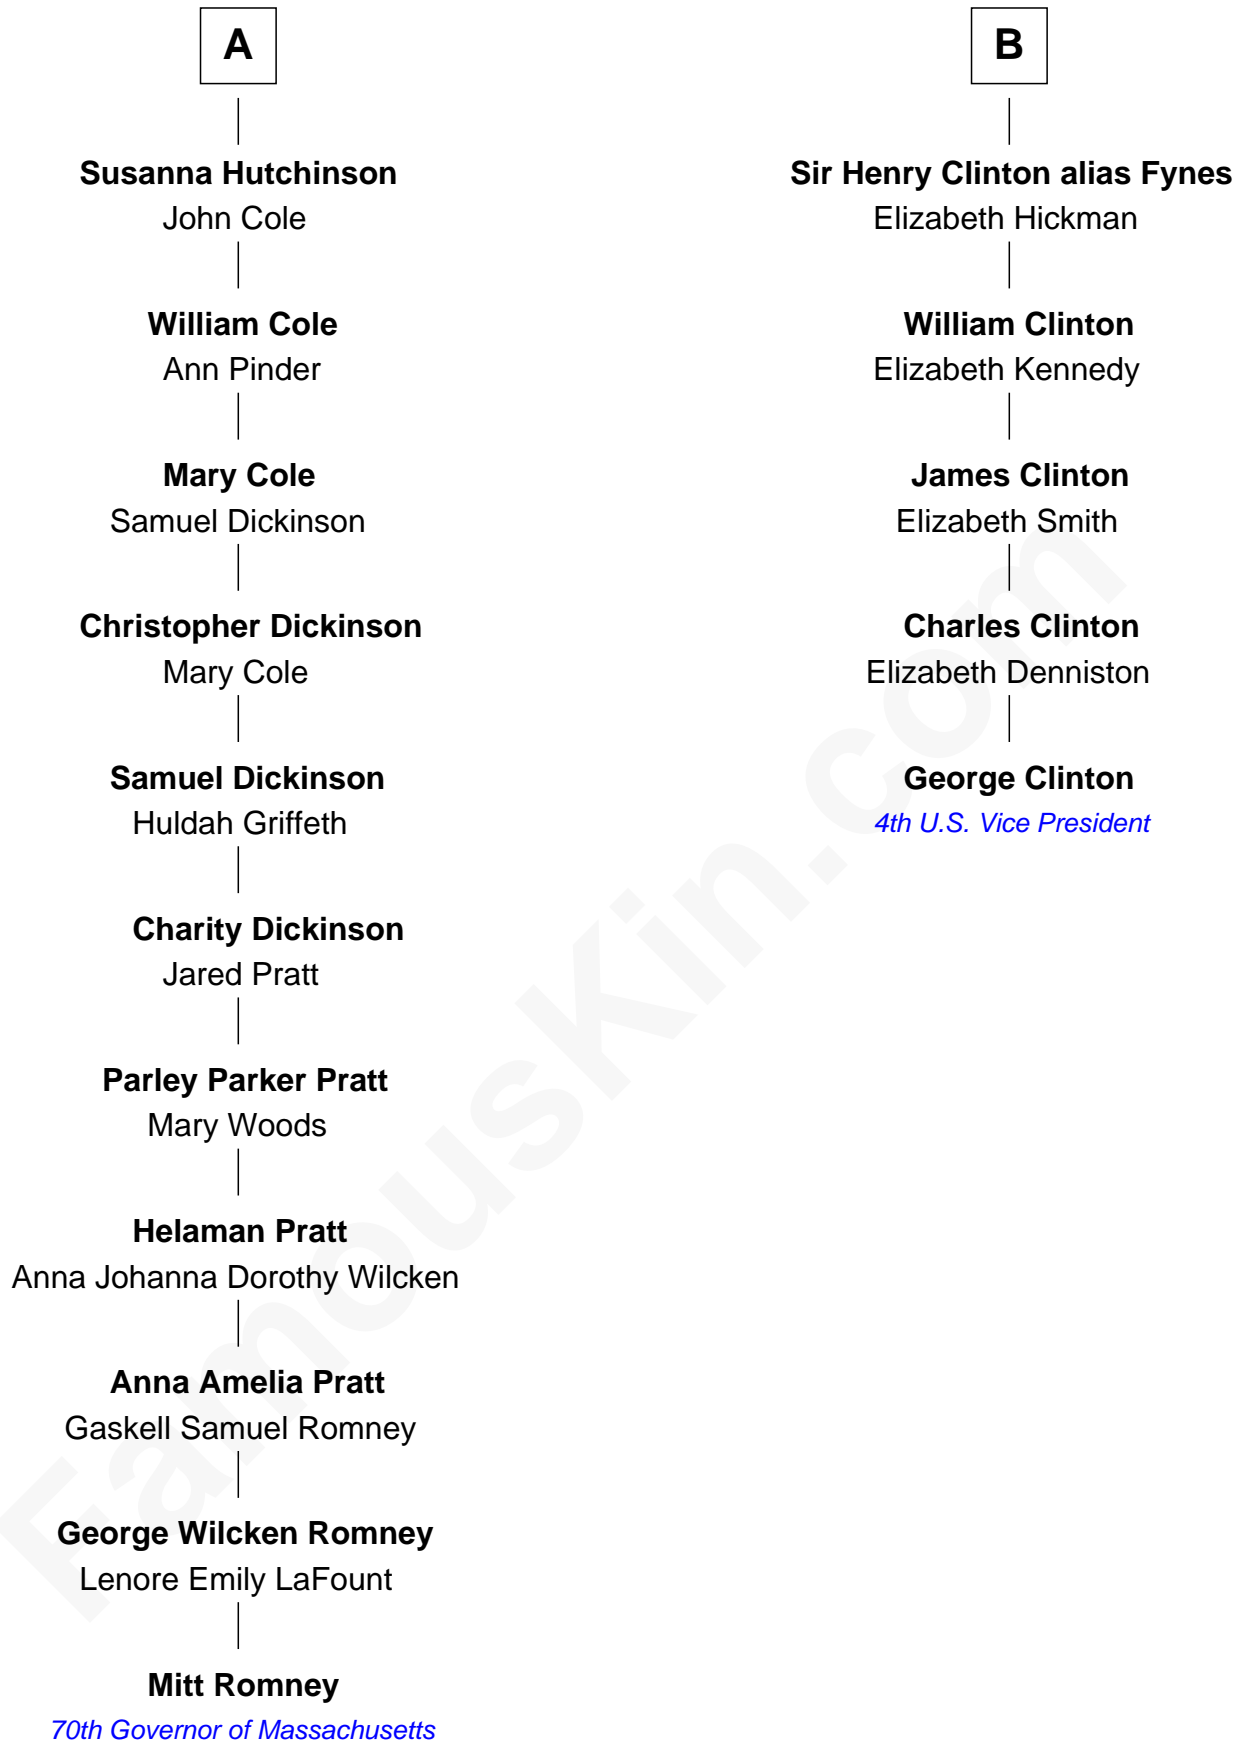 A
Susanna Hutchinson
John Cole
William Cole
Ann Pinder
Mary Cole
Samuel Dickinson
Christopher Dickinson
Mary Cole
Samuel Dickinson
Huldah Griffeth
Charity Dickinson
Jared Pratt
Parley Parker Pratt
Mary Woods
Helaman Pratt
Anna Johanna Dorothy Wilcken
Anna Amelia Pratt
Gaskell Samuel Romney
George Wilcken Romney
Lenore Emily LaFount
Mitt Romney
70th Governor of Massachusetts
B
Sir Henry Clinton alias Fynes
Elizabeth Hickman
William Clinton
Elizabeth Kennedy
James Clinton
Elizabeth Smith
Charles Clinton
Elizabeth Denniston
George Clinton
4th U.S. Vice President
FamousKin.com